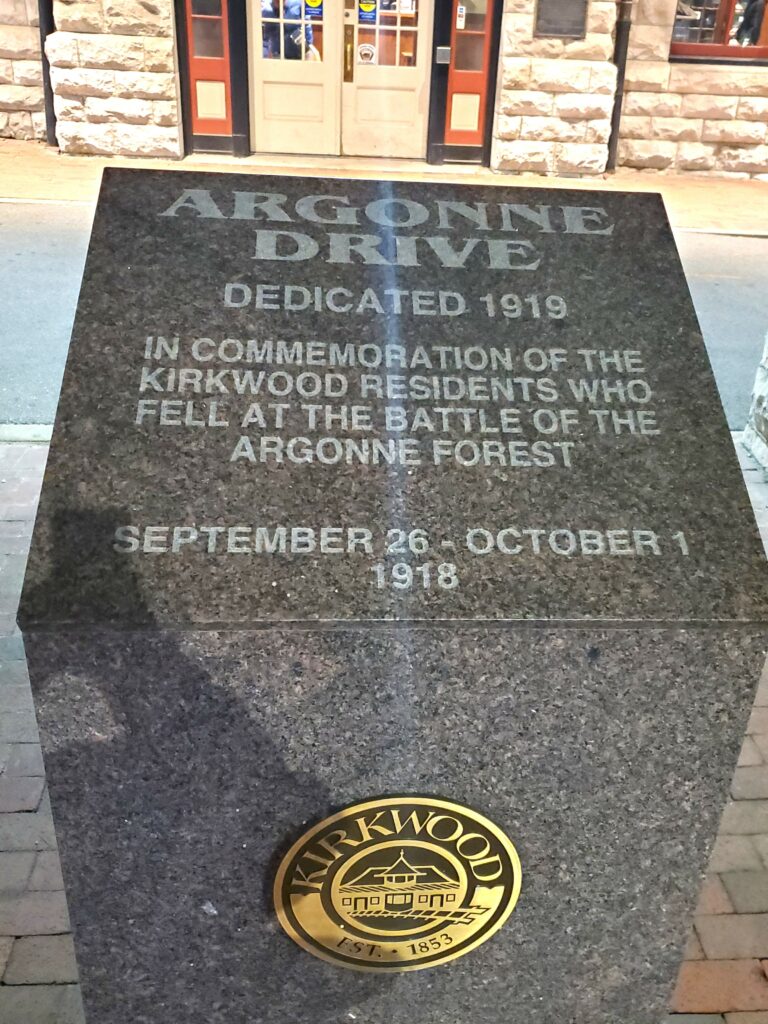 ARGONNE
DRIVE
DEDICATED 1919
IN COMMEMORATION OF THE
KIRKWOOD RESIDENTS WHO
FELL AT THE BATTLE OF THE
ARGONNE FOREST
SEPTEMBER 26 - OCTOBER 1
1918
KIRKWOOD
EST. • 1853